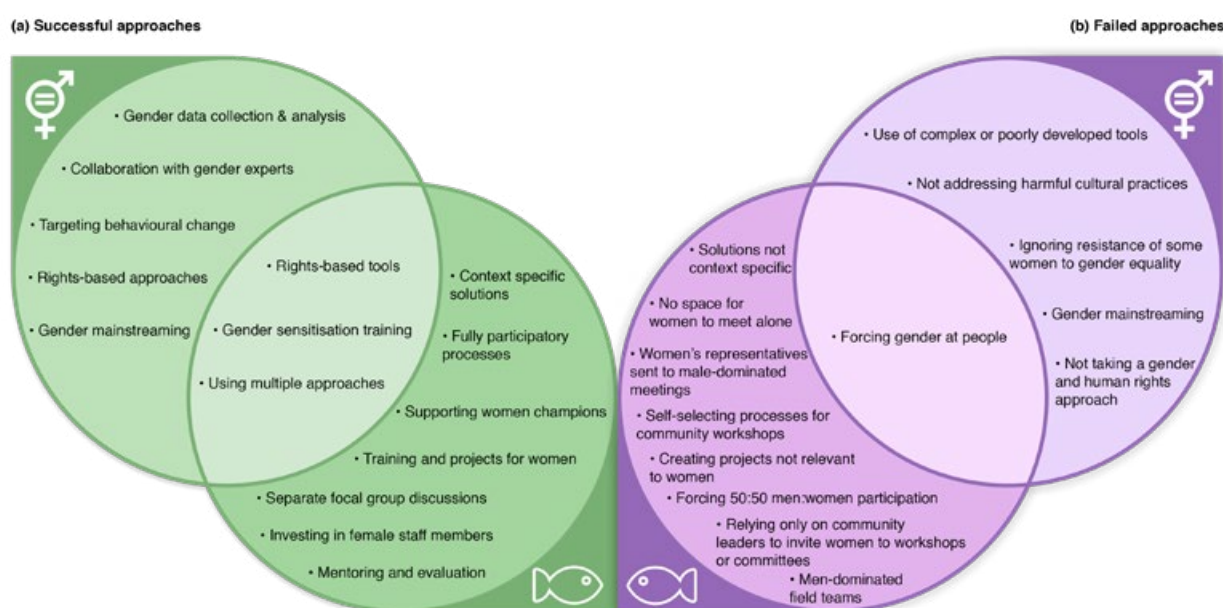 (a) Successful approaches
• Gender data collection & analysis
• Collaboration with gender experts
• Targeting behavioural change
• Rights-based approaches
• Gender mainstreaming
• Rights-based tools
• Gender sensitisation training
• Using multiple approaches
• Context specific
solutions
• Fully participatory
processes
• Supporting women champions
• Training and projects for women
• Separate focal group discussions
• Investing in female staff members
• Mentoring and evaluation
(b) Failed approaches
• Solutions not
context specific
• No space for
women to meet alone
• Women's representatives
sent to male-dominated
meetings
• Self-selecting processes for
community workshops
• Creating projects not relevant
to women
• Forcing 50:50 men:women participation
• Relying only on community
leaders to invite women to workshops
or committees
• Men-dominated
field teams
• Forcing gender at people
• Use of complex or poorly developed tools
• Not addressing harmful cultural practices
• Ignoring resistance of some
women to gender equality
• Gender mainstreaming
• Not taking a gender
and human rights
approach